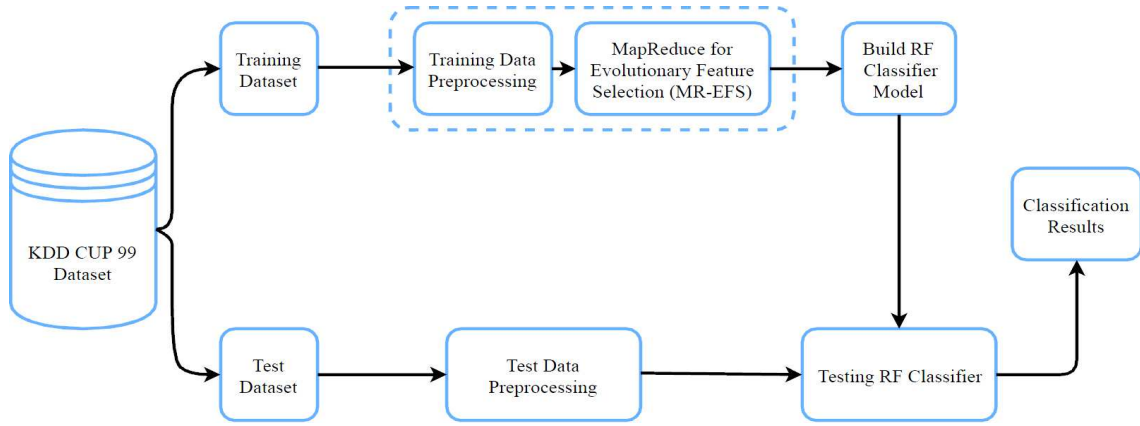 KDD CUP 99
Dataset
Training
Dataset
Training Data
Preprocessing
MapReduce for
Evolutionary Feature
Selection (MR-EFS)
Build RF
Classifier
Model
Test
Dataset
Test Data
Preprocessing
Testing RF Classifier
Classification
Results